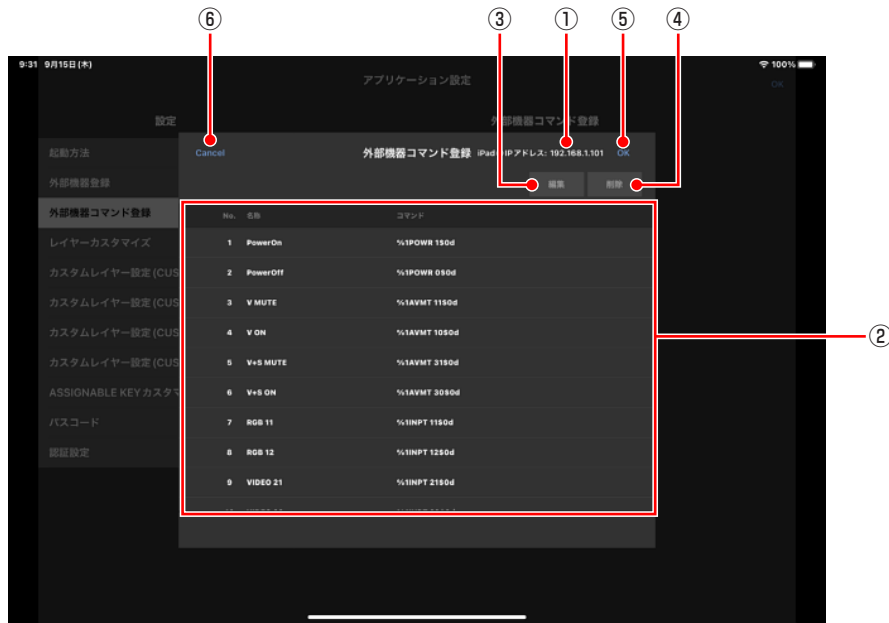 ⑥ ③ ① ⑤ ④
9:31 9月15日(木) 100%
アプリケーション設定
OK
設定 外部機器コマンド登録
起動方法
Cancel 外部機器コマンド登録 iPadのIPアドレス: 192.168.1.101 OK
外部機器登録
編集 削除
外部機器コマンド登録
No. 名称 コマンド
レイヤーカスタマイズ
1 PowerOn %1POWR 1$0d
カスタムレイヤー設定(CUS
2 PowerOff %1POWR 0$0d
カスタムレイヤー設定(CUS
3 V MUTE %1AVMT 11$0d
カスタムレイヤー設定(CUS
4 V ON %1AVMT 10$0d
②
カスタムレイヤー設定(CUS
5 V+S MUTE %1AVMT 31$0d
ASSIGNABLE KEYカスタマ
6 V+S ON %1AVMT 30$0d
パスコード
7 RGB 11 %1INPT 11$0d
認証設定
8 RGB 12 %1INPT 12$0d
9 VIDEO 21 %1INPT 21$0d